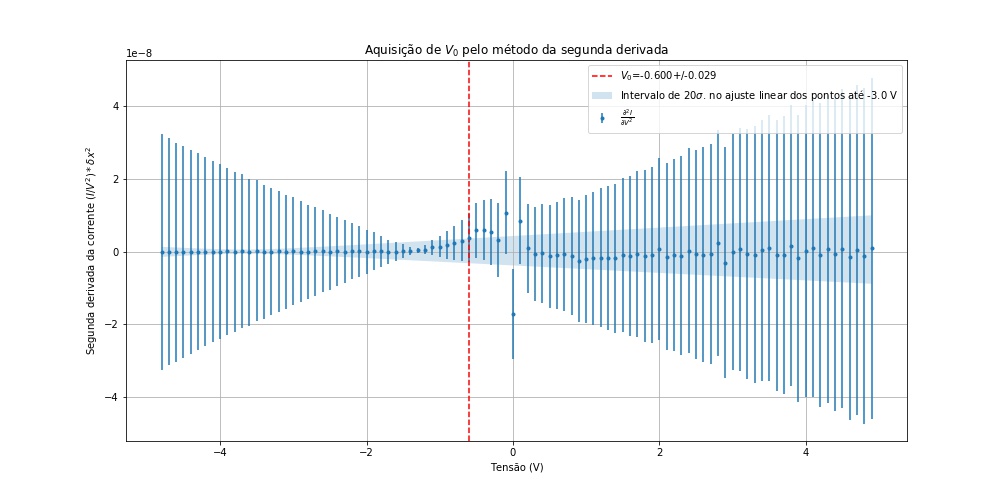 Aquisição de V₀ pelo método da segunda derivada
1e−8
V₀=-0.600+/-0.029
Intervalo de 20σ. no ajuste linear dos pontos até -3.0 V
∂²I/∂V²
Segunda derivada da corrente (I/V²)*δx²
4
2
0
−2
−4
−4 −2 0 2 4
Tensão (V)